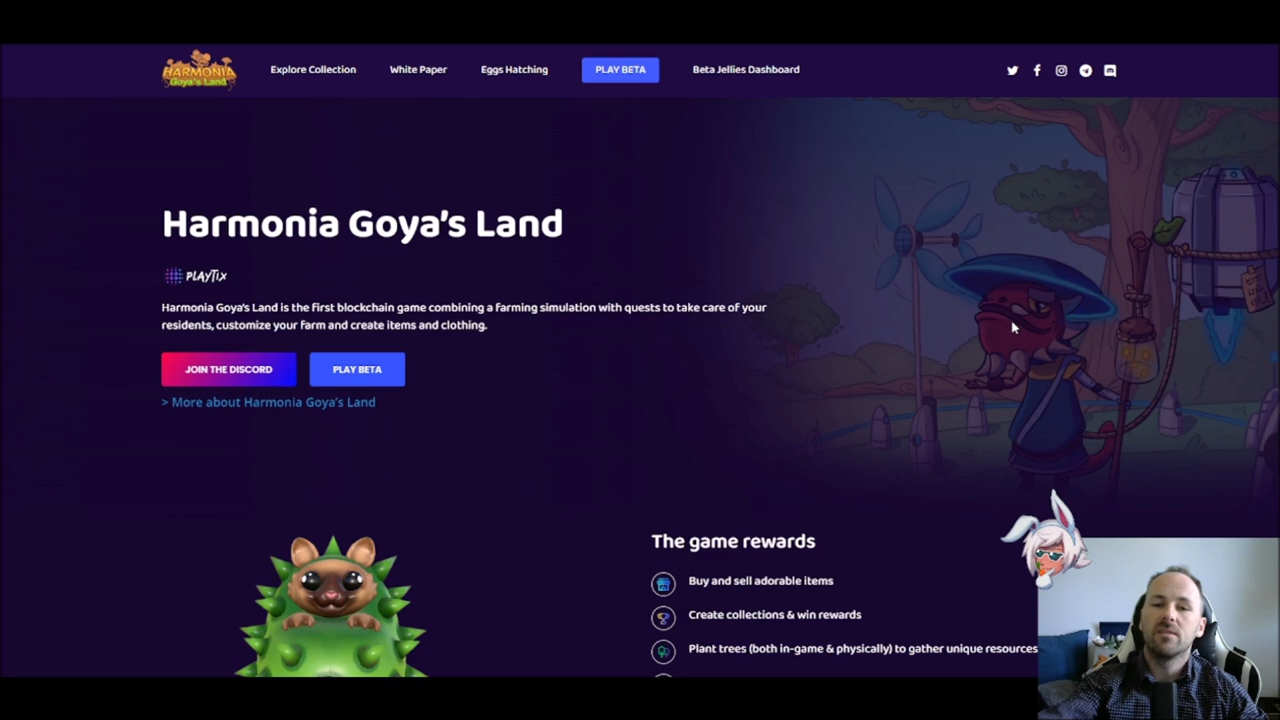 HARMONIA
Goya's Land
Explore Collection
White Paper
Eggs Hatching
PLAY BETA
Beta Jellies Dashboard
Harmonia Goya's Land
PLAYTIX
Harmonia Goya's Land is the first blockchain game combining a farming simulation with quests to take care of your
residents, customize your farm and create items and clothing.
JOIN THE DISCORD
PLAY BETA
> More about Harmonia Goya's Land
The game rewards
Buy and sell adorable items
Create collections & win rewards
Plant trees (both in-game & physically) to gather unique resources